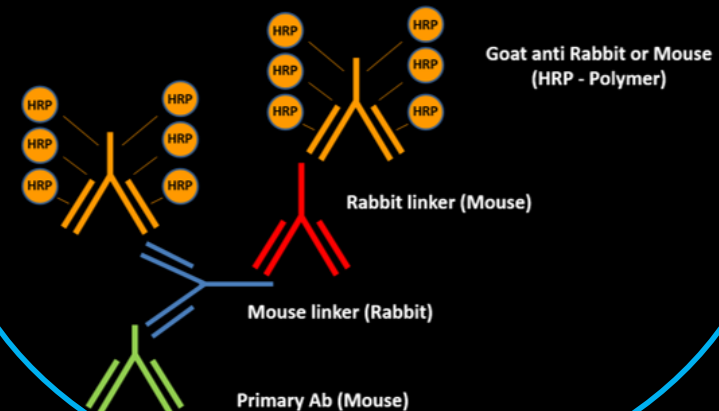 HRP
HRP
HRP
HRP
HRP
HRP
Goat anti Rabbit or Mouse
(HRP - Polymer)
HRP
HRP
HRP
HRP
HRP
HRP
Rabbit linker (Mouse)
Mouse linker (Rabbit)
Primary Ab (Mouse)